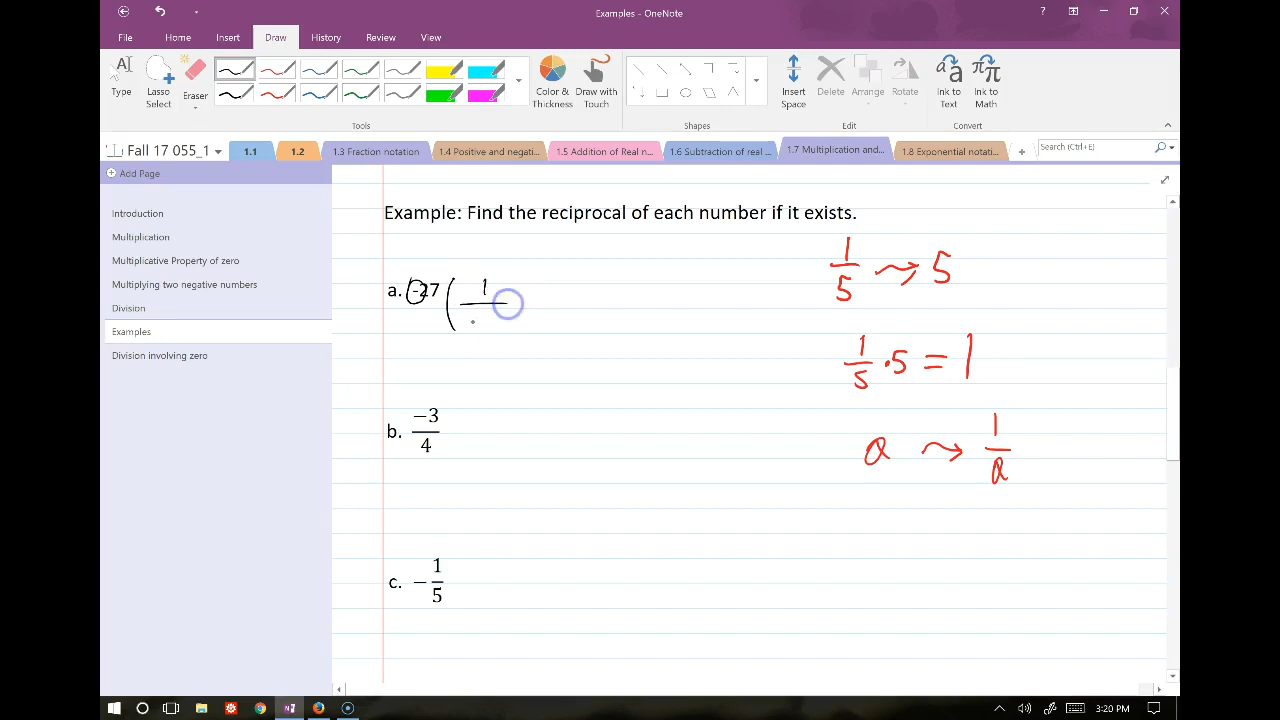 Examples - OneNote
?
File Home Insert Draw History Review View
Type
Lasso Select
Eraser
Color & Thickness
Draw with Touch
Insert Space
Delete
Arrange
Rotate
Ink to Text
Ink to Math
Tools Shapes Edit Convert
Fall 17 055_1 1.1 1.2 1.3 Fraction notation 1.4 Positive and negati... 1.5 Addition of Real n... 1.6 Subtraction of real ... 1.7 Multiplication and... 1.8 Exponential notati... + Search (Ctrl+E)
Add Page
Introduction
Multiplication
Multiplicative Property of zero
Multiplying two negative numbers
Division
Examples
Division involving zero
Example: Find the reciprocal of each number if it exists.
1/5 ⤳ 5
a. -27 ( 1/
1/5 · 5 = 1
b. −3/4
a ⤳ 1/a
c. − 1/5
3:20 PM